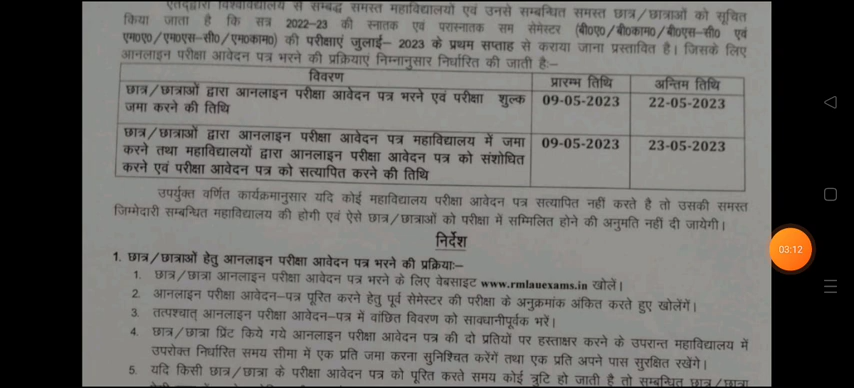 एतद्द्वारा विश्वविद्यालय से सम्बद्ध समस्त महाविद्यालयों एवं उनसे सम्बन्धित समस्त छात्र/छात्राओं को सूचित
किया जाता है कि सत्र 2022-23 की स्नातक एवं परास्नातक सम सेमेस्टर (बी0ए0/बी0काम0/बी0एस-सी0 एवं
एम0ए0/एम0एस-सी0/एम0काम0) की परीक्षाएं जुलाई- 2023 के प्रथम सप्ताह से कराया जाना प्रस्तावित है। जिसके लिए
आनलाइन परीक्षा आवेदन पत्र भरने की प्रक्रियाएं निम्नानुसार निर्धारित की जाती है:-
विवरण प्रारम्भ तिथि अन्तिम तिथि
छात्र/छात्राओं द्वारा आनलाइन परीक्षा आवेदन पत्र भरने एवं परीक्षा शुल्क 09-05-2023 22-05-2023
जमा करने की तिथि
छात्र/छात्राओं द्वारा आनलाइन परीक्षा आवेदन पत्र महाविद्यालय में जमा 09-05-2023 23-05-2023
करने तथा महाविद्यालयों द्वारा आनलाइन परीक्षा आवेदन पत्र को संशोधित
करने एवं परीक्षा आवेदन पत्र को सत्यापित करने की तिथि
उपर्युक्त वर्णित कार्यक्रमानुसार यदि कोई महाविद्यालय परीक्षा आवेदन पत्र सत्यापित नहीं करते है तो उसकी समस्त
जिम्मेदारी सम्बन्धित महाविद्यालय की होगी एवं ऐसे छात्र/छात्राओं को परीक्षा में सम्मिलित होने की अनुमति नहीं दी जायेगी।
निर्देश
03:12
1. छात्र/छात्राओं हेतु आनलाइन परीक्षा आवेदन पत्र भरने की प्रक्रिया:-
1. छात्र/छात्रा आनलाइन परीक्षा आवेदन पत्र भरने के लिए वेबसाइट www.rmlauexams.in खोलें।
2. आनलाइन परीक्षा आवेदन-पत्र पूरित करने हेतु पूर्व सेमेस्टर की परीक्षा के अनुक्रमांक अंकित करते हुए खोलेंगें।
3. तत्पश्चात् आनलाइन परीक्षा आवेदन-पत्र में वांछित विवरण को सावधानीपूर्वक भरें।
4. छात्र/छात्रा प्रिंट किये गये आनलाइन परीक्षा आवेदन पत्र की दो प्रतियों पर हस्ताक्षर करने के उपरान्त महाविद्यालय में
उपरोक्त निर्धारित समय सीमा में एक प्रति जमा करना सुनिश्चित करेगें तथा एक प्रति अपने पास सुरक्षित रखेंगे।
5. यदि किसी छात्र/छात्रा के परीक्षा आवेदन पत्र को पूरित करते समय कोई त्रुटि हो जाती है तो सम्बन्धित छात्र/छात्रा